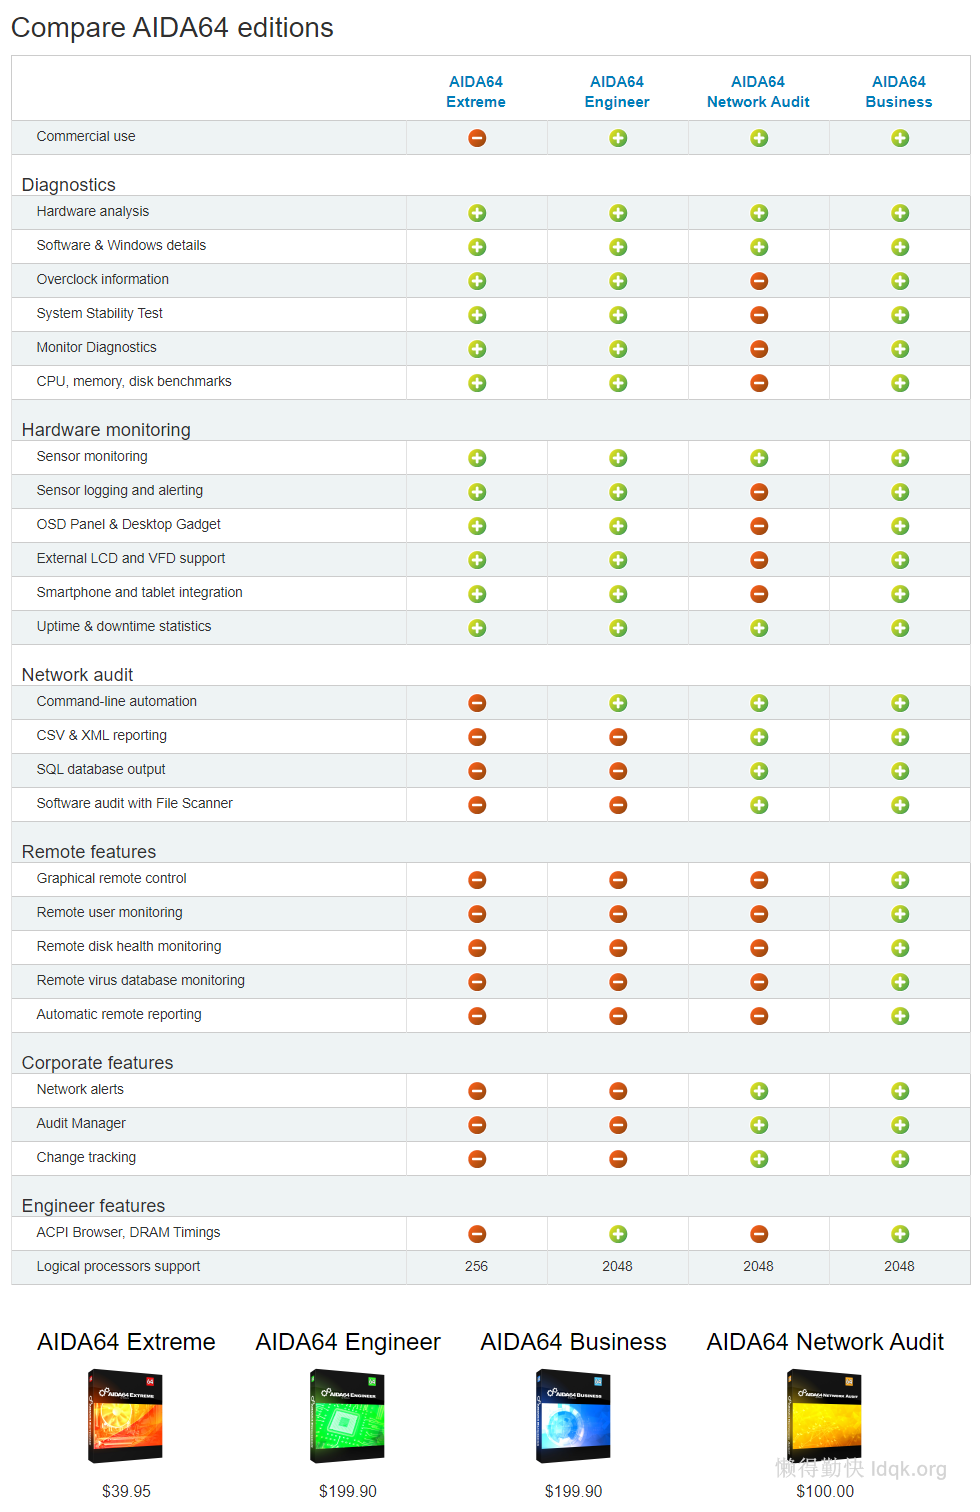 Compare AIDA64 editions
AIDA64 Extreme AIDA64 Engineer AIDA64 Network Audit AIDA64 Business
Commercial use
Diagnostics
Hardware analysis
Software & Windows details
Overclock information
System Stability Test
Monitor Diagnostics
CPU, memory, disk benchmarks
Hardware monitoring
Sensor monitoring
Sensor logging and alerting
OSD Panel & Desktop Gadget
External LCD and VFD support
Smartphone and tablet integration
Uptime & downtime statistics
Network audit
Command-line automation
CSV & XML reporting
SQL database output
Software audit with File Scanner
Remote features
Graphical remote control
Remote user monitoring
Remote disk health monitoring
Remote virus database monitoring
Automatic remote reporting
Corporate features
Network alerts
Audit Manager
Change tracking
Engineer features
ACPI Browser, DRAM Timings
Logical processors support 256 2048 2048 2048
AIDA64 Extreme AIDA64 Engineer AIDA64 Business AIDA64 Network Audit
64 64 64 64
AIDA64 EXTREME AIDA64 ENGINEER AIDA64 BUSINESS AIDA64 NETWORK AUDIT
懒得勤快 ldqk.org
$39.95 $199.90 $199.90 $100.00